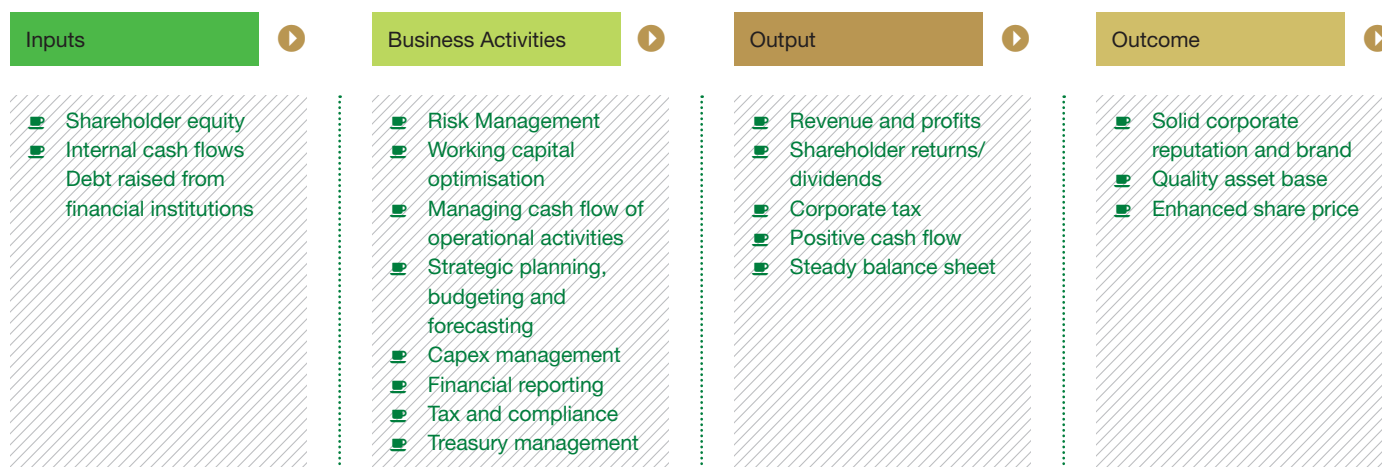 Inputs
Shareholder equity
Internal cash flows
Debt raised from
financial institutions
Business Activities
Risk Management
Working capital
optimisation
Managing cash flow of
operational activities
Strategic planning,
budgeting and
forecasting
Capex management
Financial reporting
Tax and compliance
Treasury management
Output
Revenue and profits
Shareholder returns/
dividends
Corporate tax
Positive cash flow
Steady balance sheet
Outcome
Solid corporate
reputation and brand
Quality asset base
Enhanced share price